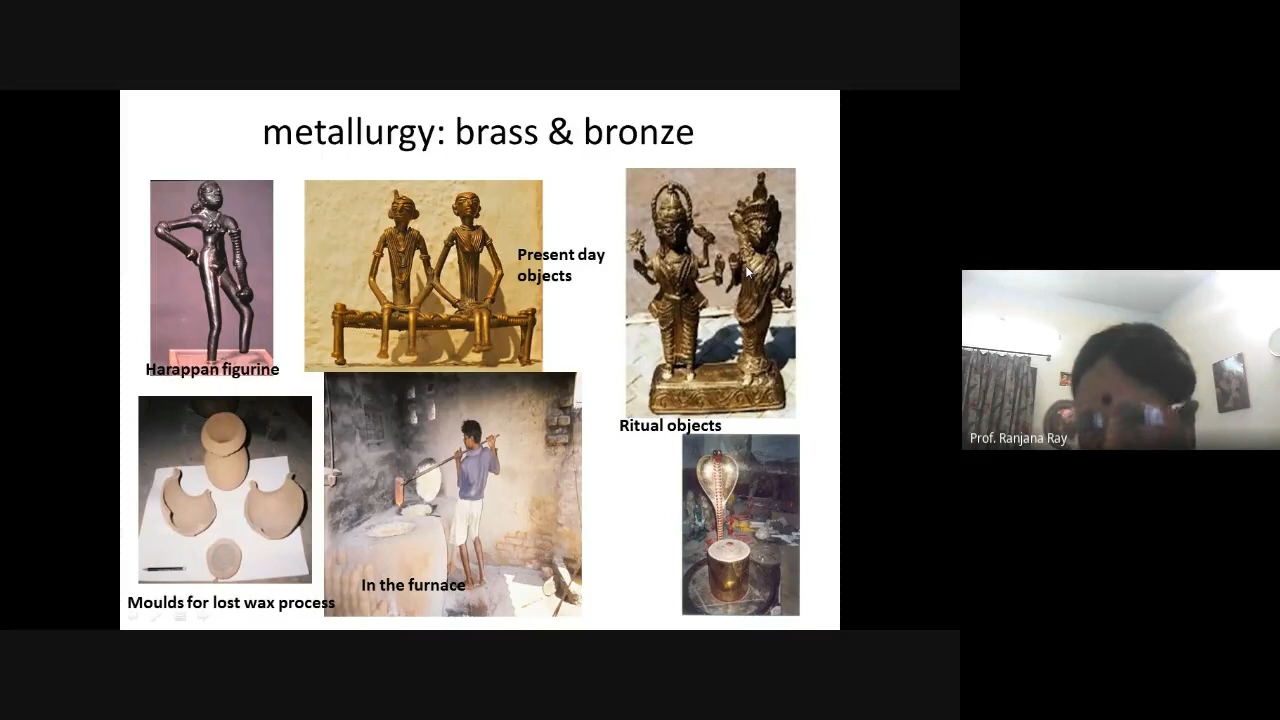 metallurgy: brass & bronze
Present day
objects
Harappan figurine
Ritual objects
In the furnace
Moulds for lost wax process
Prof. Ranjana Ray